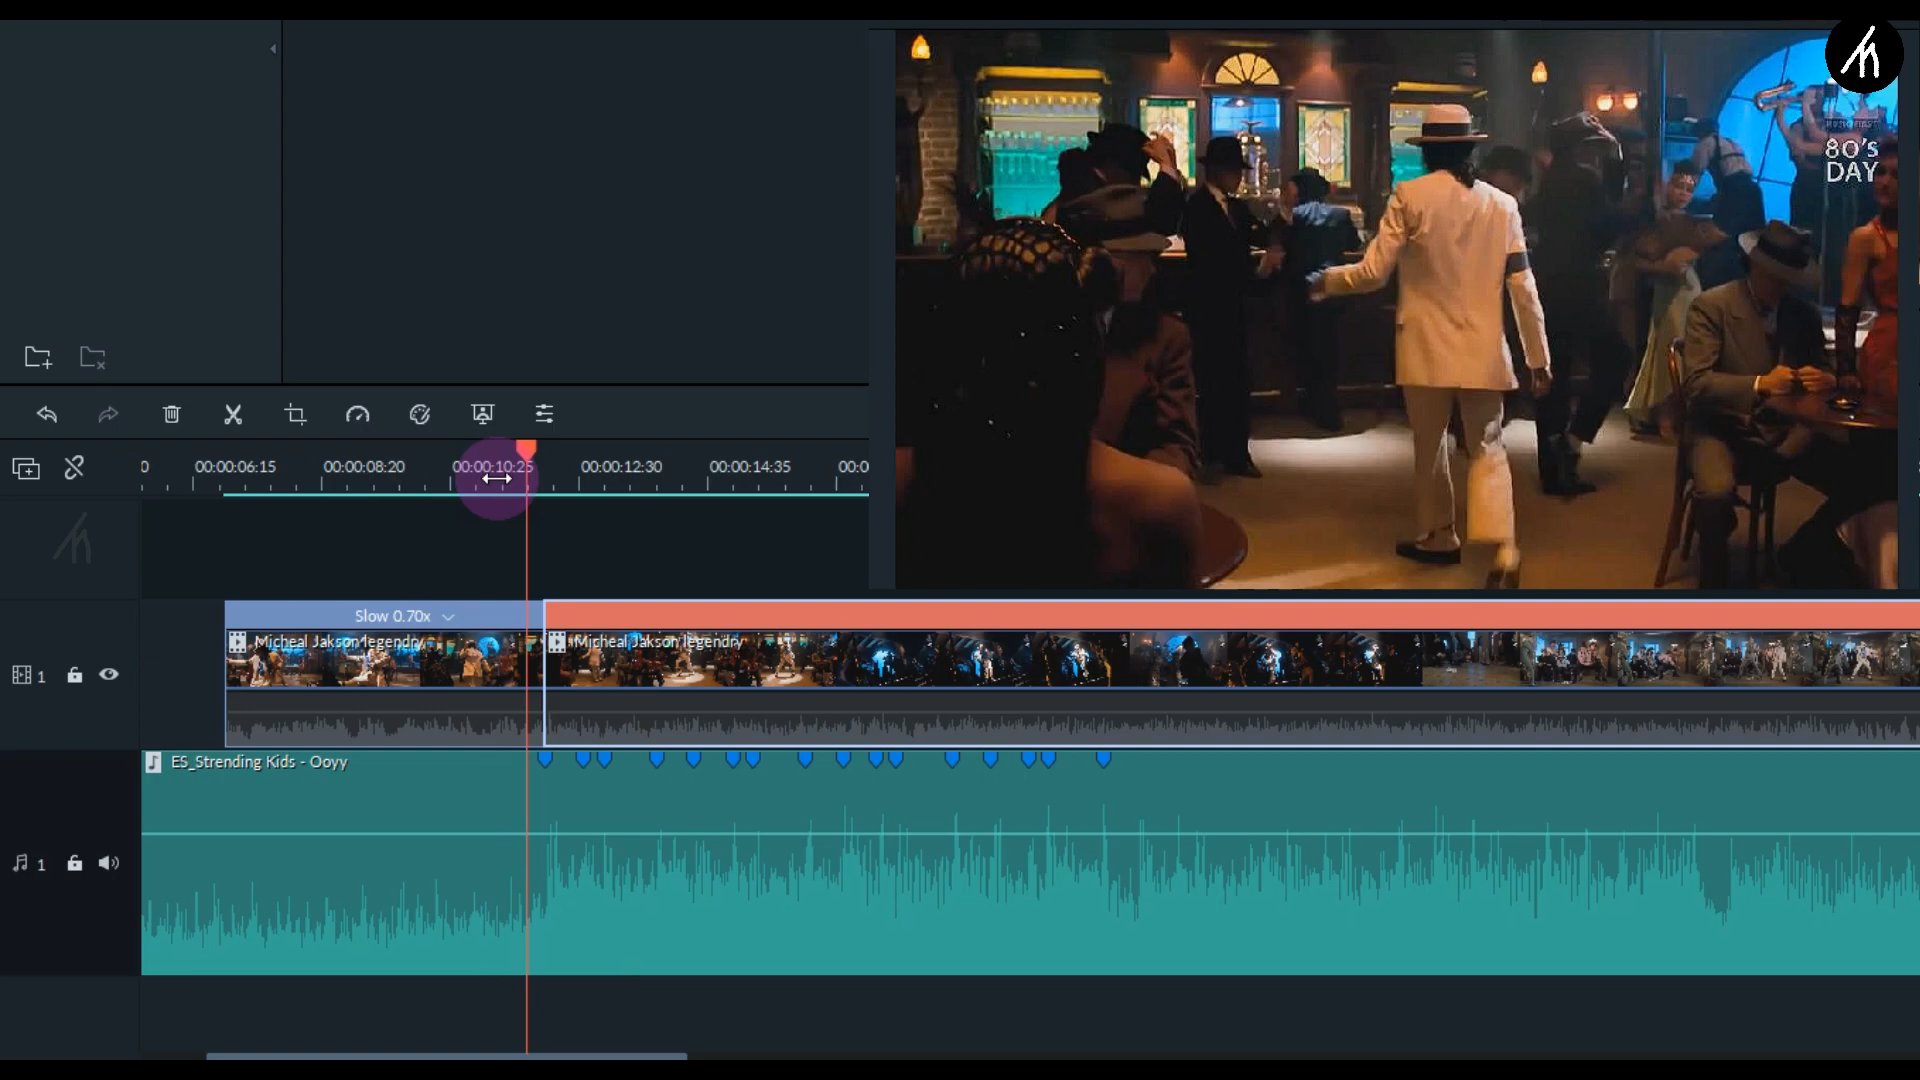 80's
DAY
0
00:00:06:15
00:00:08:20
00:00:10:25
00:00:12:30
00:00:14:35
00:0
Slow 0.70x
Micheal Jakson legendry
Micheal Jakson legendry
1
ES_Strending Kids - Ooyy
1